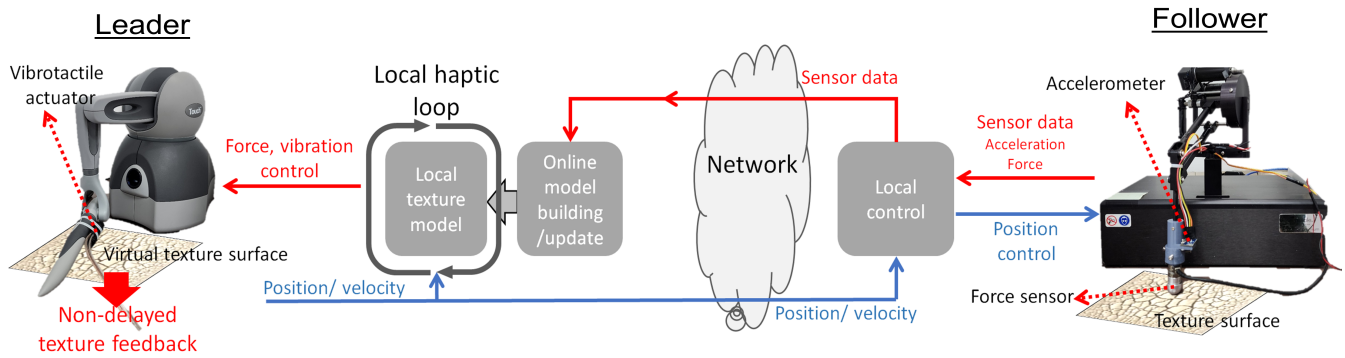 Leader
Follower
Vibrotactile
actuator
Touch
Local haptic
loop
Sensor data
Accelerometer
Force, vibration
control
Local
texture
model
Online
model
building
/update
Network
Local
control
Sensor data
Acceleration
Force
Position
control
Virtual texture surface
Position/ velocity
Position/ velocity
Force sensor
Texture surface
Non-delayed
texture feedback